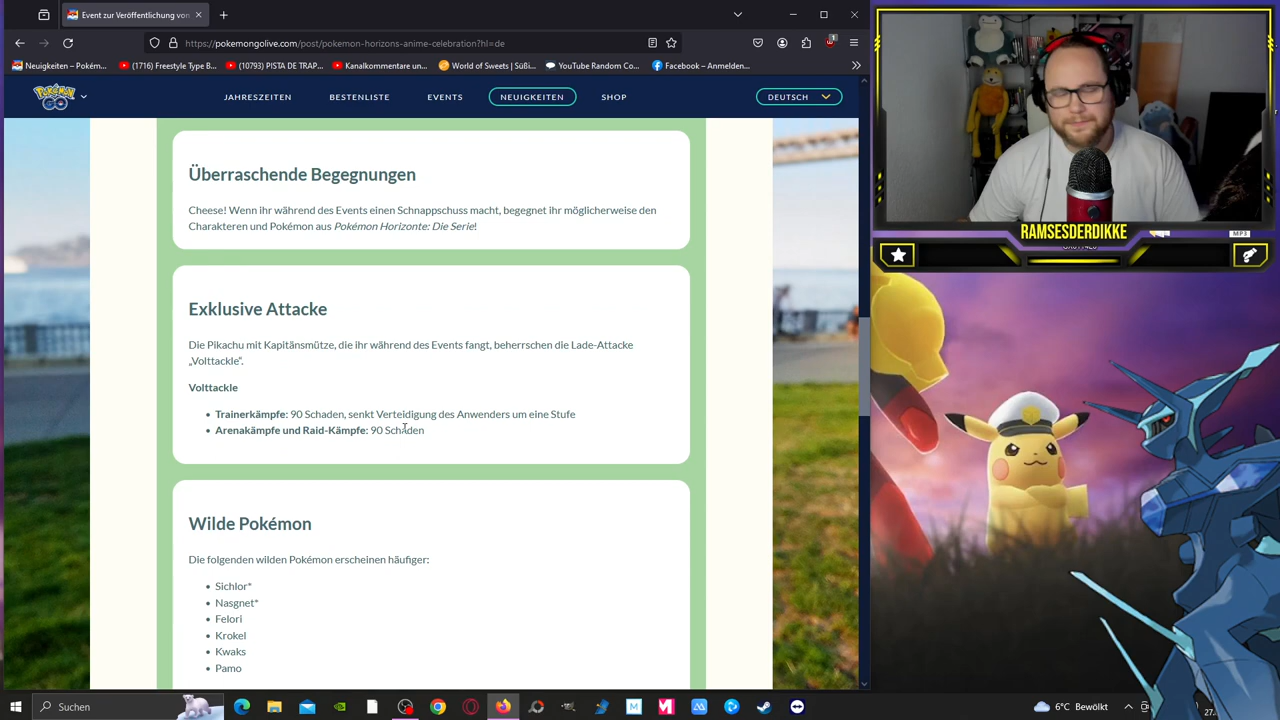 Event zur Veröffentlichung von
https://pokemongolive.com/post/pokemon-horizons-anime-celebration?hl=de
1
Neuigkeiten – Pokém...
(1716) Freestyle Type B...
(10793) PISTA DE TRAP...
Kanalkommentare un...
World of Sweets | Süßi...
YouTube Random Co...
Facebook – Anmelden...
Pokémon GO
JAHRESZEITEN
BESTENLISTE
EVENTS
NEUIGKEITEN
SHOP
DEUTSCH
Überraschende Begegnungen
Cheese! Wenn ihr während des Events einen Schnappschuss macht, begegnet ihr möglicherweise den
Charakteren und Pokémon aus Pokémon Horizonte: Die Serie!
Exklusive Attacke
Die Pikachu mit Kapitänsmütze, die ihr während des Events fangt, beherrschen die Lade-Attacke
„Volttackle“.
Volttackle
Trainerkämpfe: 90 Schaden, senkt Verteidigung des Anwenders um eine Stufe
Arenakämpfe und Raid-Kämpfe: 90 Schaden
Wilde Pokémon
Die folgenden wilden Pokémon erscheinen häufiger:
Sichlor*
Nasgnet*
Felori
Krokel
Kwaks
Pamo
RAMSESDERDIKKE
MP3
Suchen
6°C Bewölkt
27.